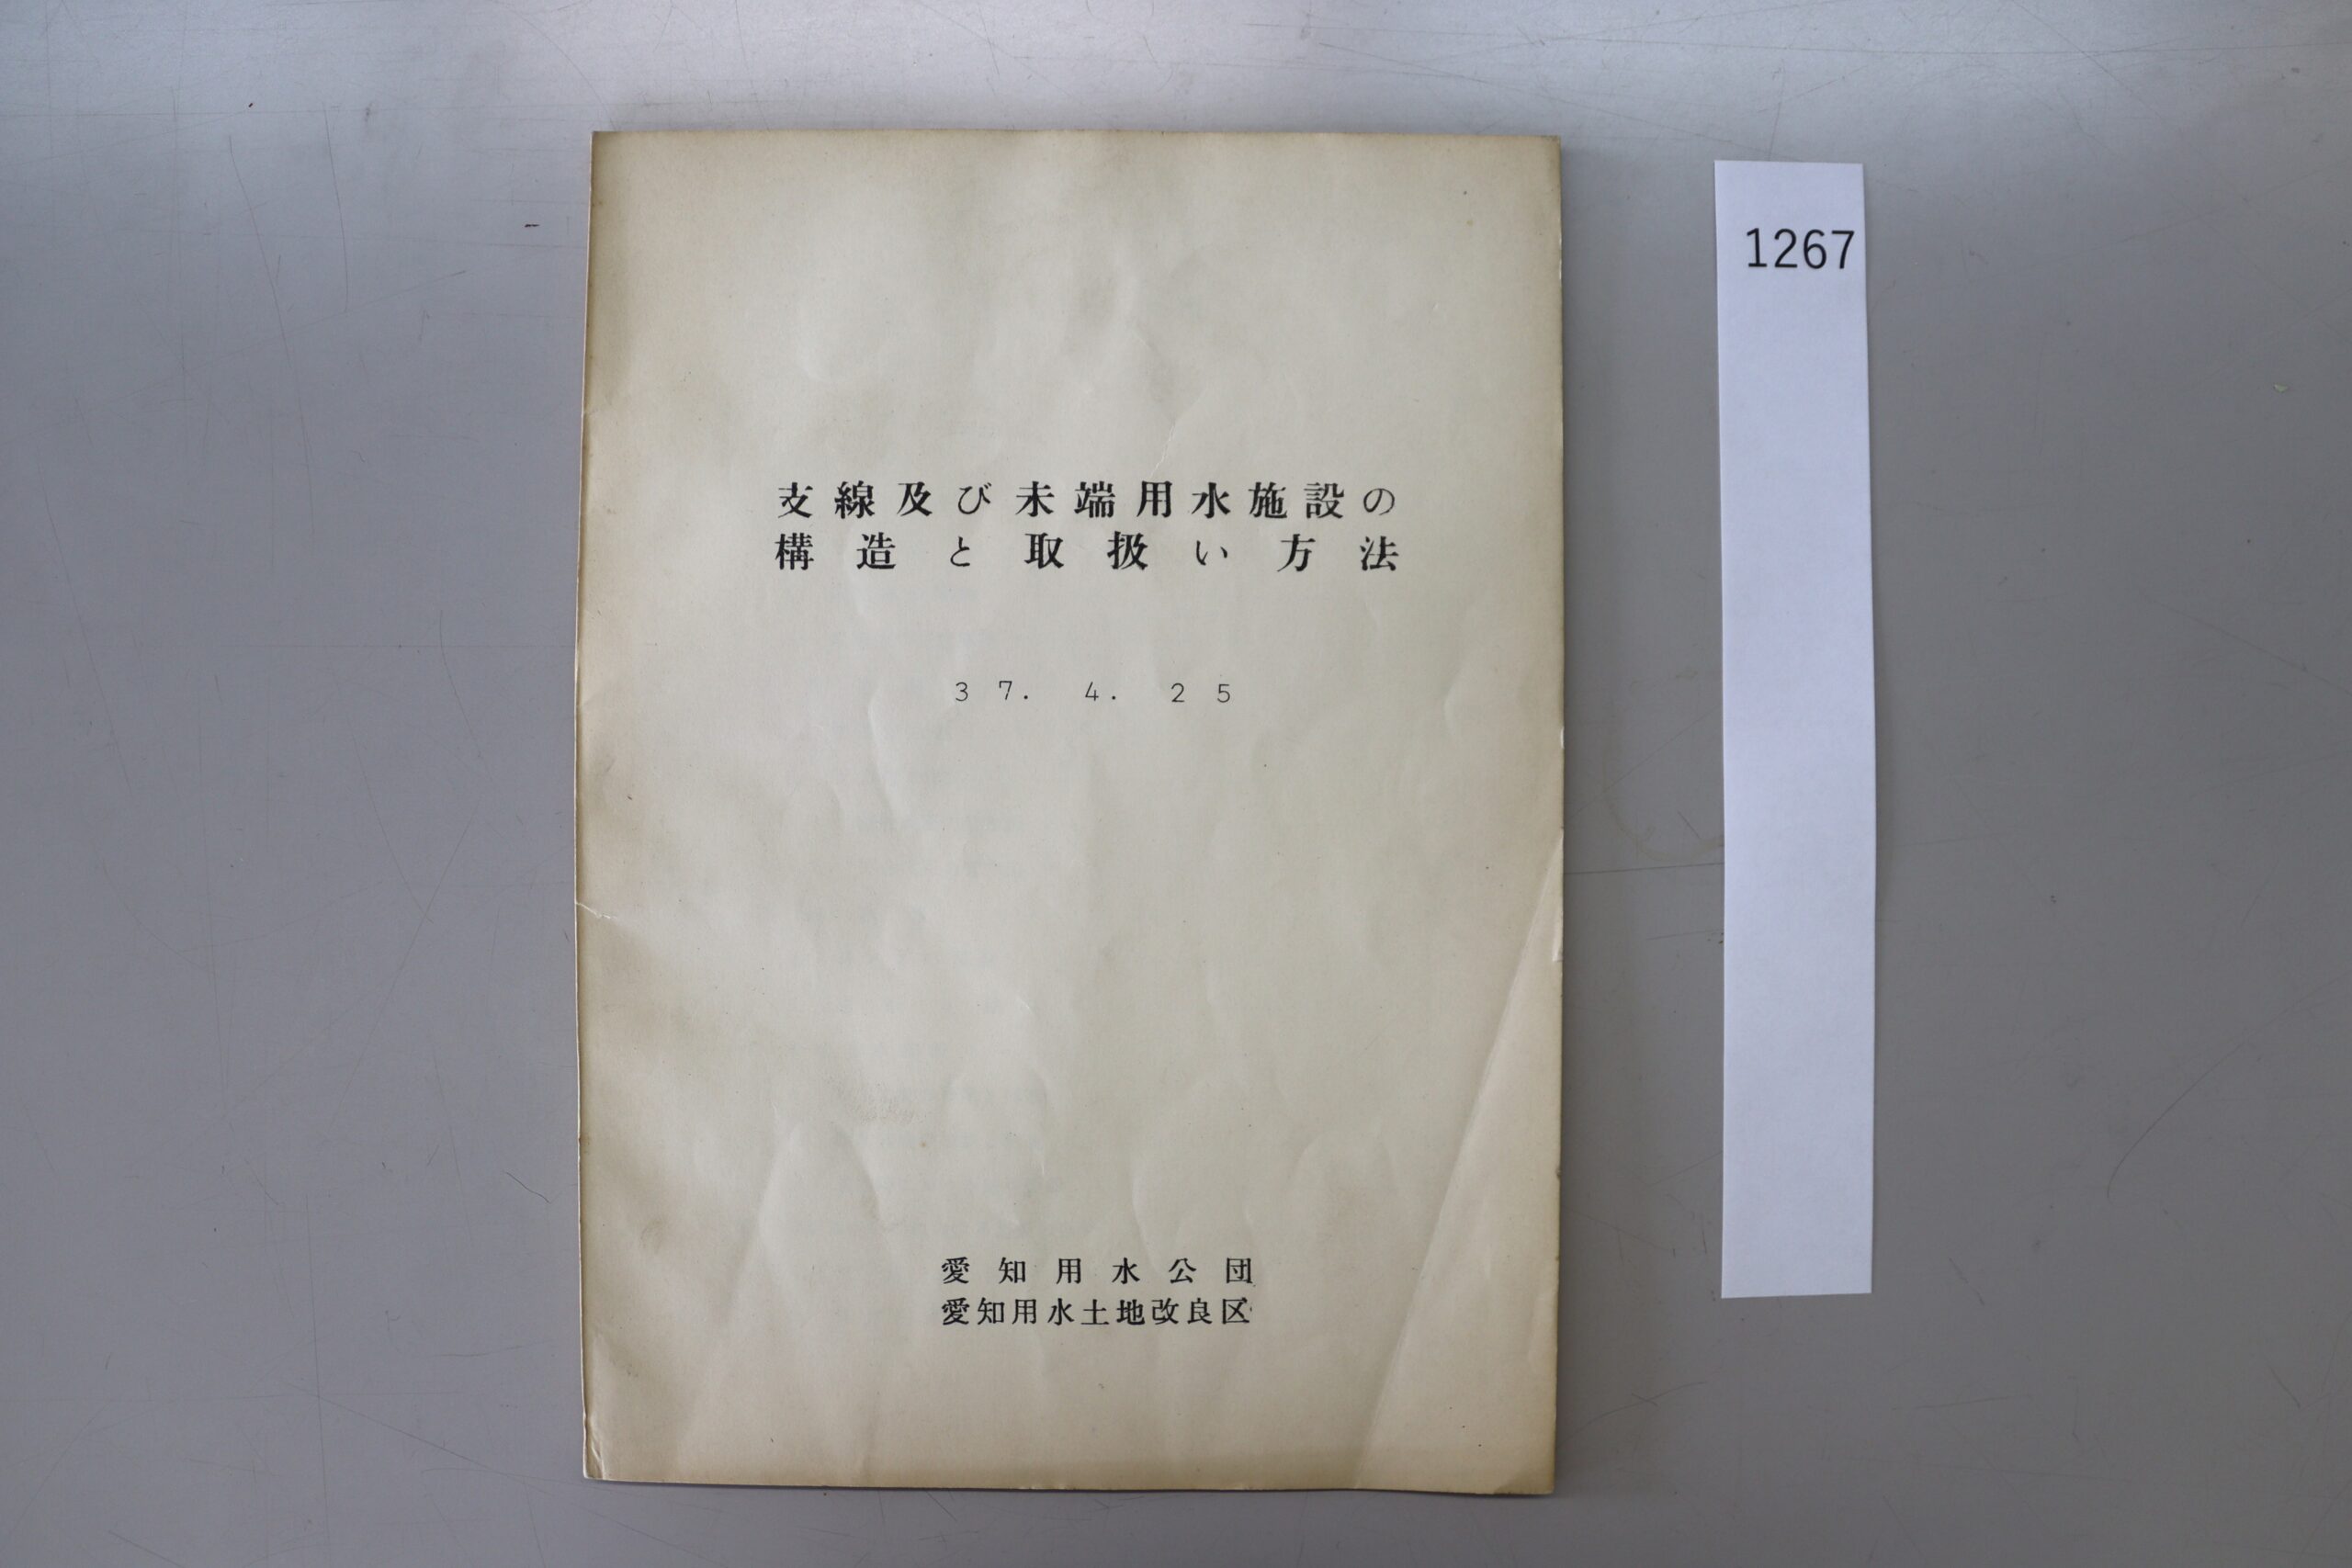 支線及び未端用水施設の
構造と取扱い方法
37. 4. 25
愛知用水公団
愛知用水土地改良区
1267